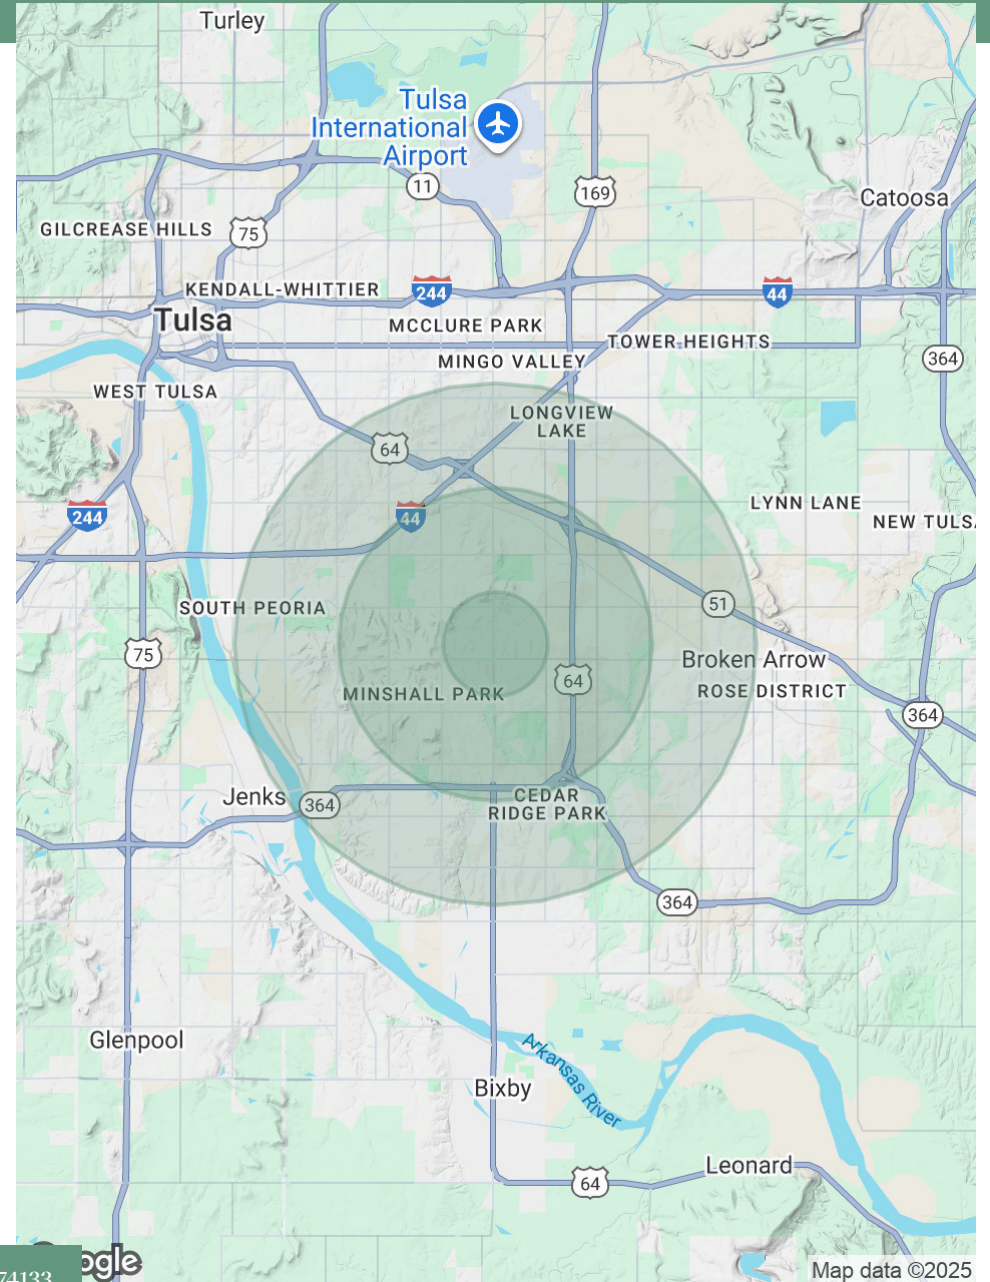 Turley
Tulsa
International
Airport
11
169
Catoosa
GILCREASE HILLS
75
KENDALL-WHITTIER
244
44
Tulsa
MCCLURE PARK
TOWER HEIGHTS
MINGO VALLEY
364
WEST TULSA
LONGVIEW
LAKE
64
LYNN LANE
244
44
NEW TULSA
51
SOUTH PEORIA
75
Broken Arrow
64
MINSHALL PARK
ROSE DISTRICT
364
Jenks
364
CEDAR
RIDGE PARK
364
Glenpool
Arkansas River
Bixby
Leonard
64
74133
ogle
Map data ©2025